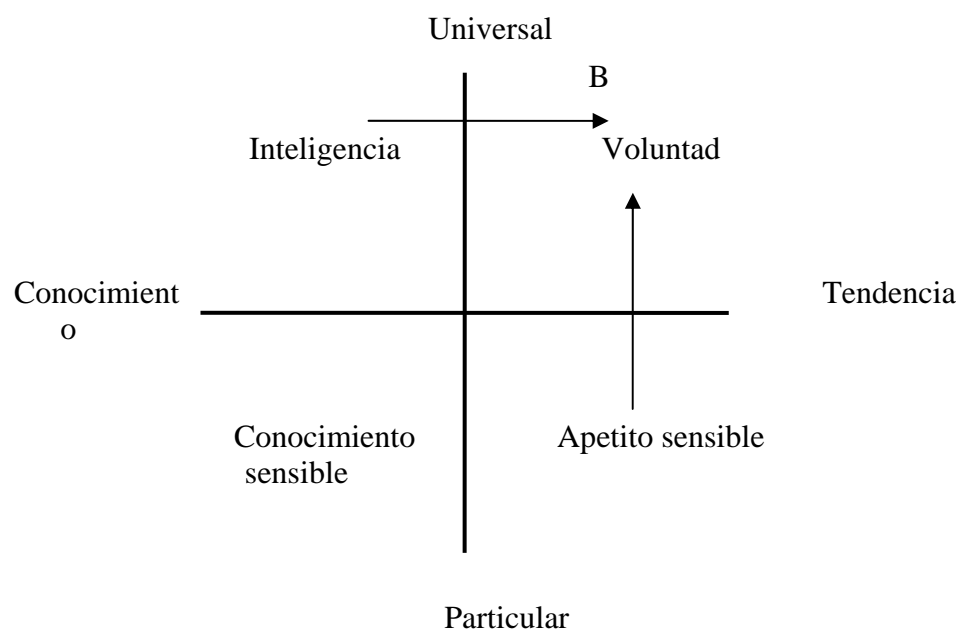 Universal
B
Inteligencia Voluntad
Conocimient
o
Tendencia
Conocimiento
sensible
Apetito sensible
Particular